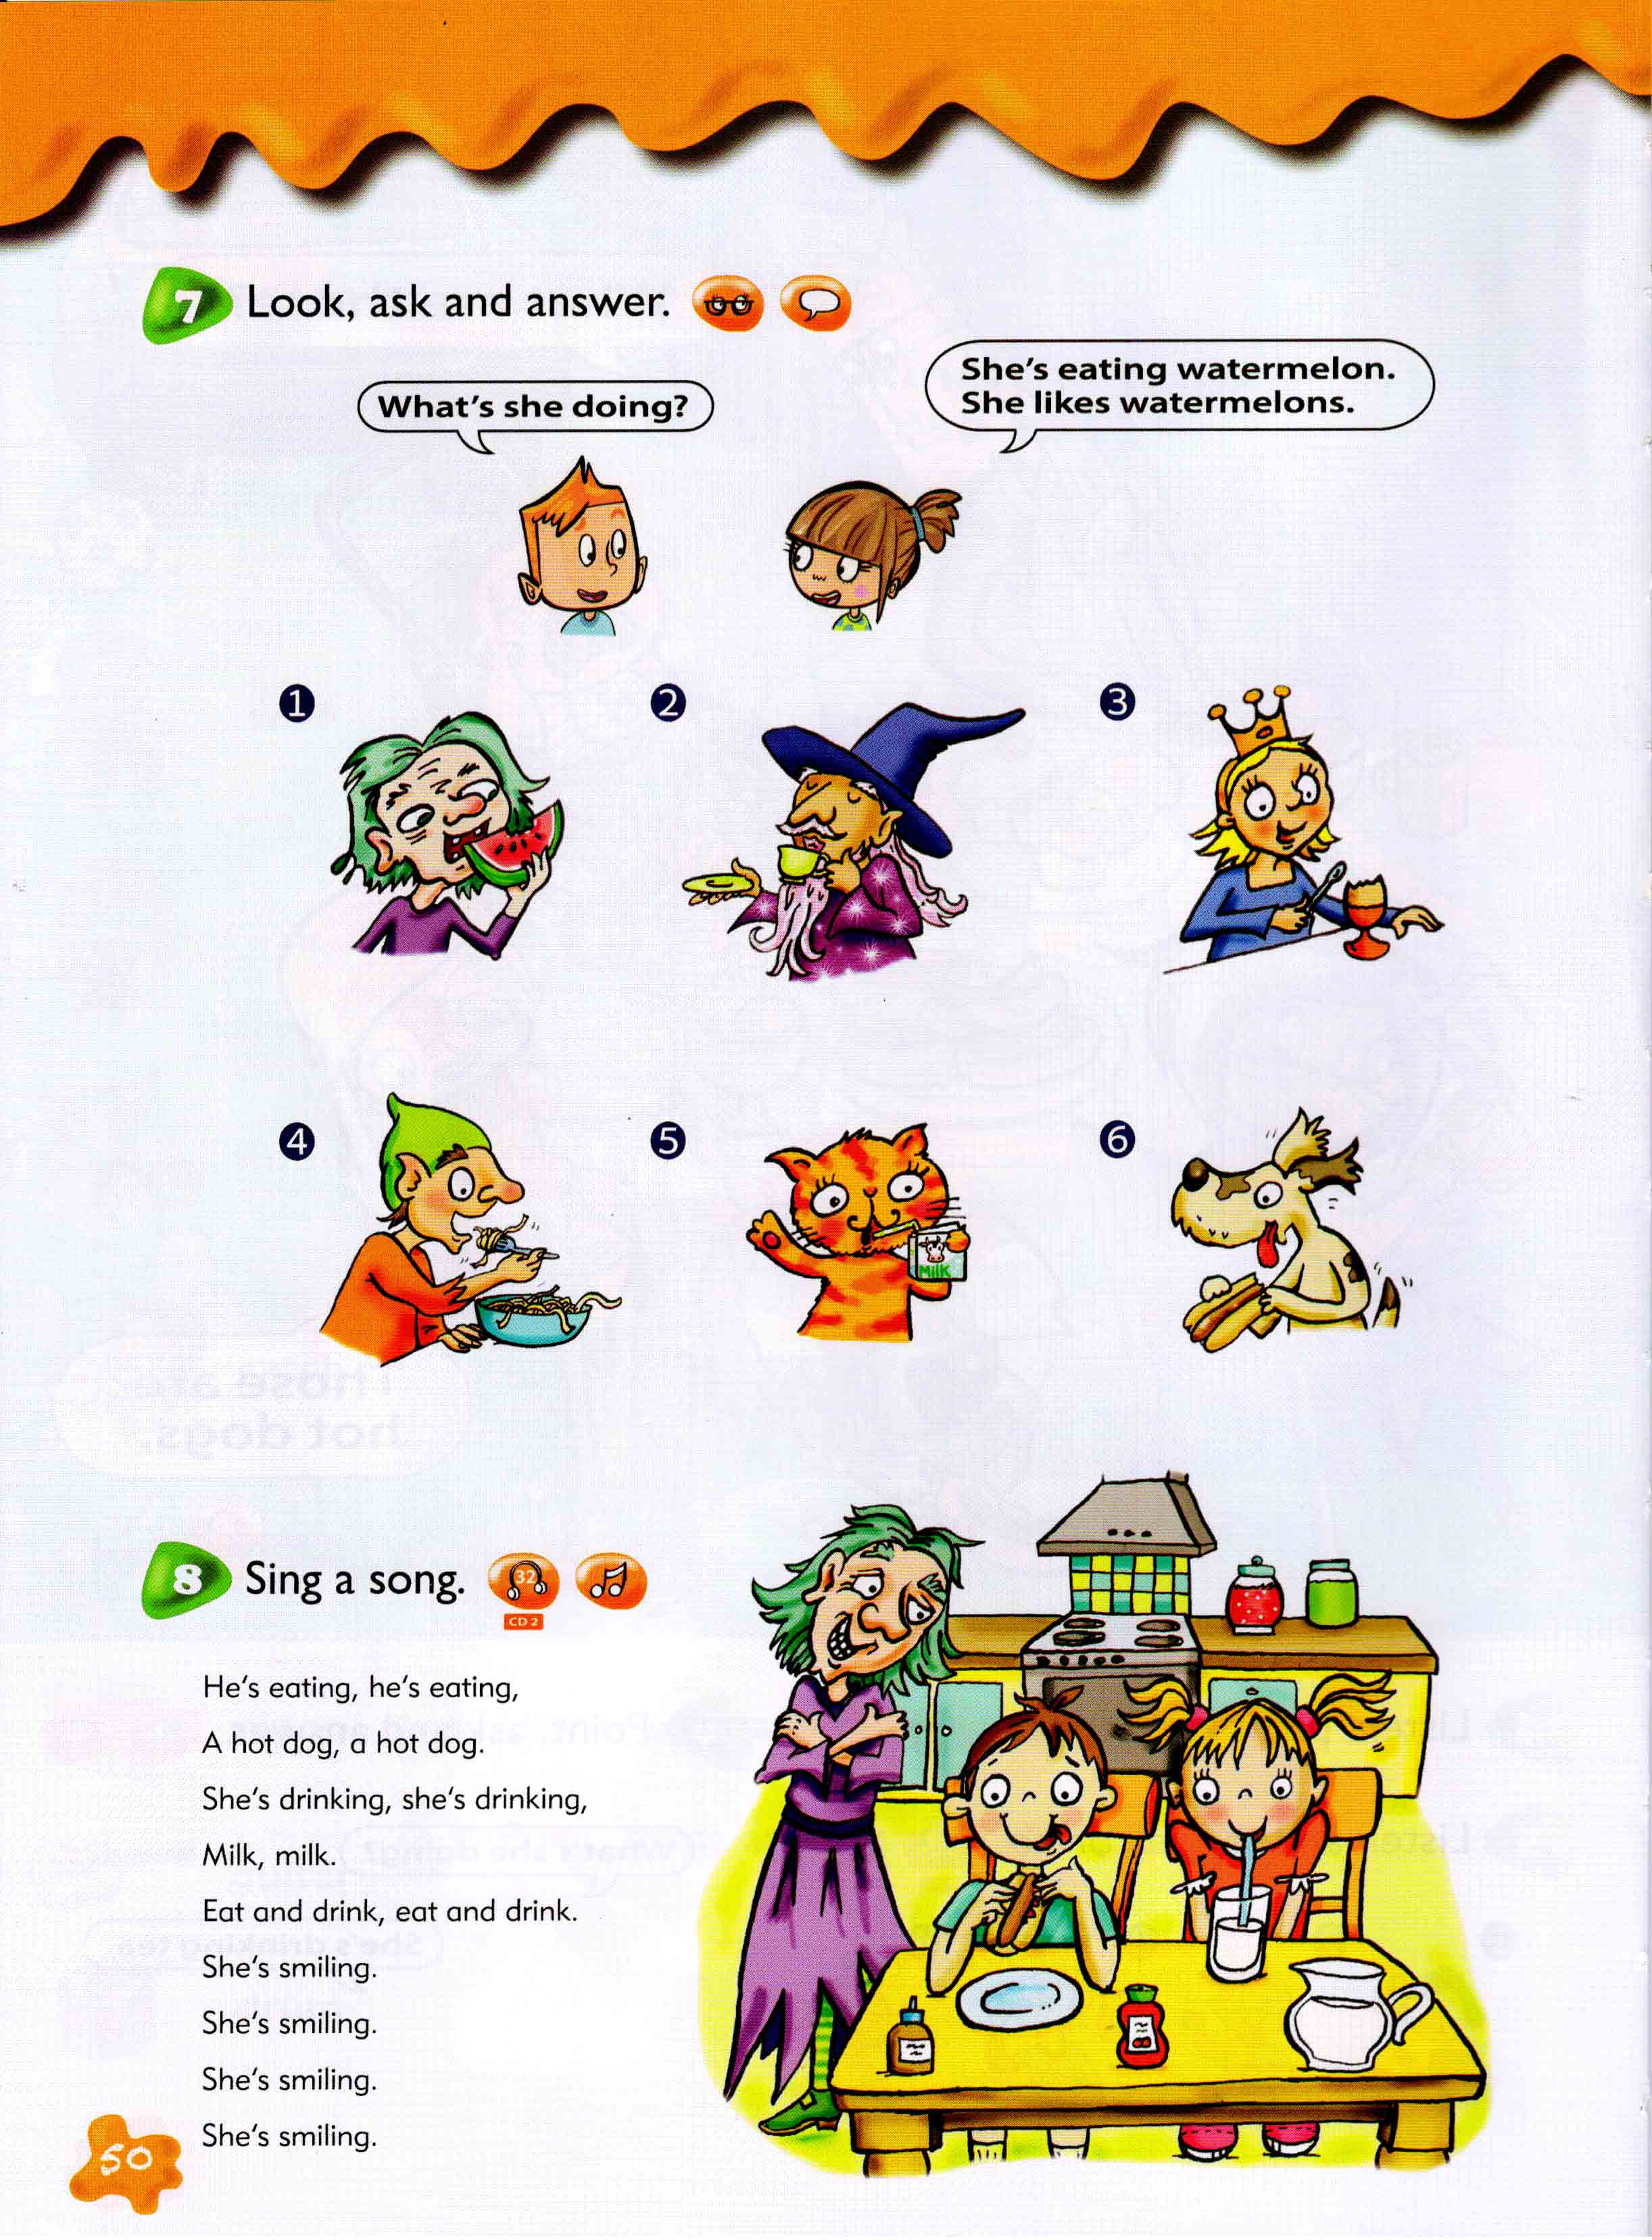 7 Look, ask and answer.
What's she doing?
She's eating watermelon.
She likes watermelons.
1
2
3
4
5
6
Milk
8 Sing a song.
32
CD 2
He's eating, he's eating,
A hot dog, a hot dog.
She's drinking, she's drinking,
Milk, milk.
Eat and drink, eat and drink.
She's smiling.
She's smiling.
She's smiling.
She's smiling.
50